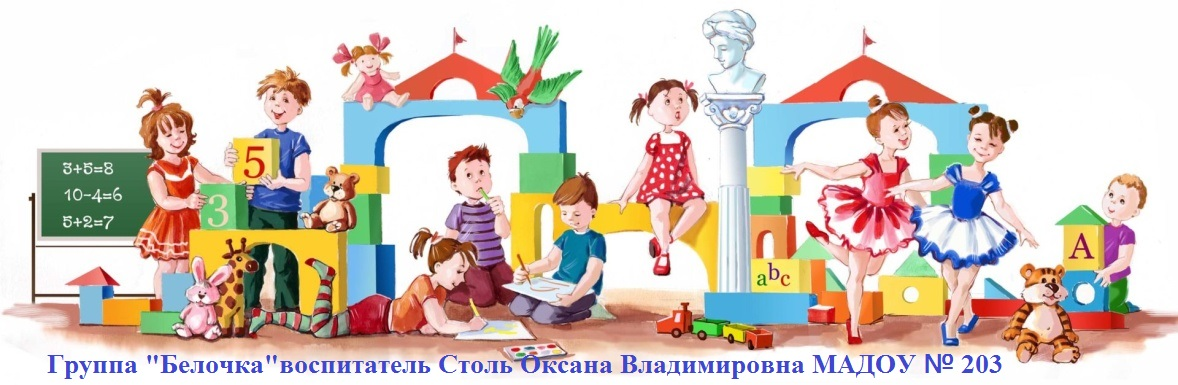 3+5=8
10-4=6
5+2=7
5
3
abc
A
Группа "Белочка"воспитатель Столь Оксана Владимировна МАДОУ № 203